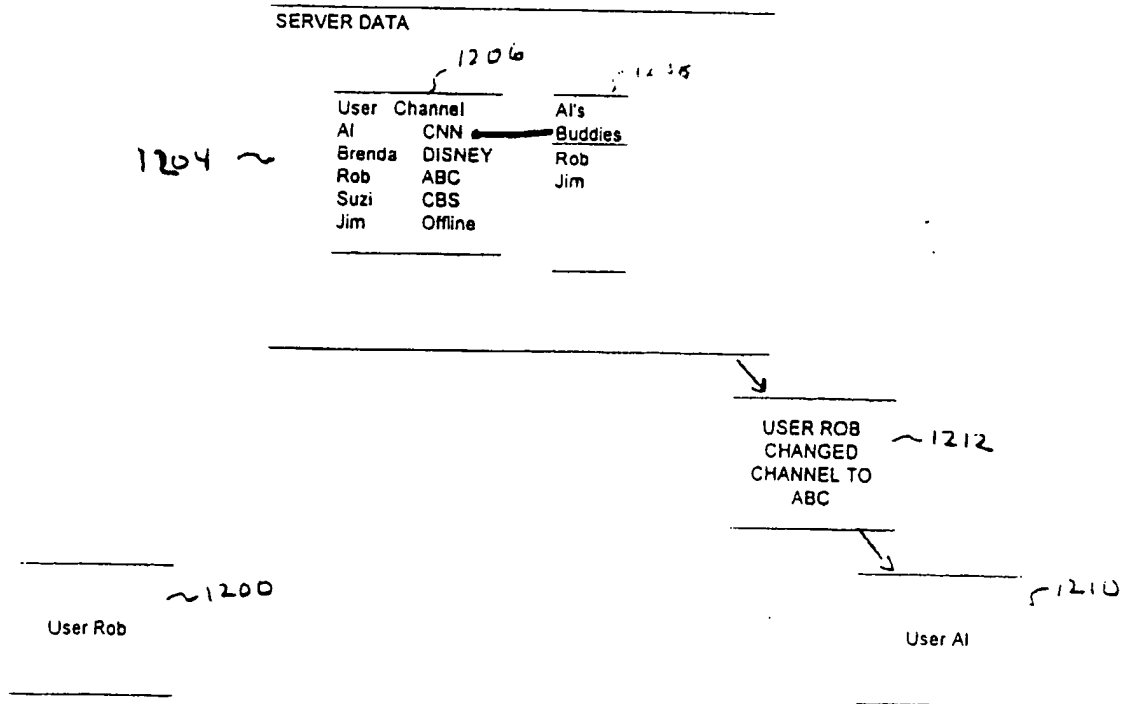 SERVER DATA
1206
User Channel
Al CNN
Brenda DISNEY
Rob ABC
Suzi CBS
Jim Offline
Al's
Buddies
Rob
Jim
1204
USER ROB
CHANGED
CHANNEL TO
ABC
1212
1200
User Rob
1210
User Al